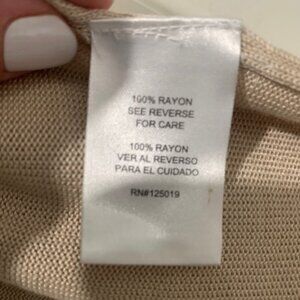 100% RAYON
SEE REVERSE
FOR CARE
100% RAYON
VER AL REVERSO
PARA EL CUIDADO
RN#125019